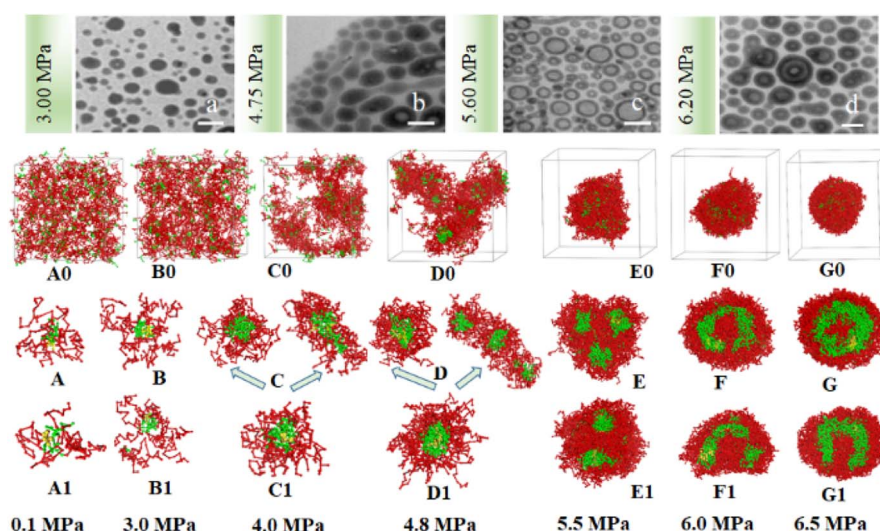 3.00 MPa
a
4.75 MPa
b
5.60 MPa
c
6.20 MPa
d
A0 B0 C0 D0 E0 F0 G0
A B C D E F G
A1 B1 C1 D1 E1 F1 G1
0.1 MPa 3.0 MPa 4.0 MPa 4.8 MPa 5.5 MPa 6.0 MPa 6.5 MPa